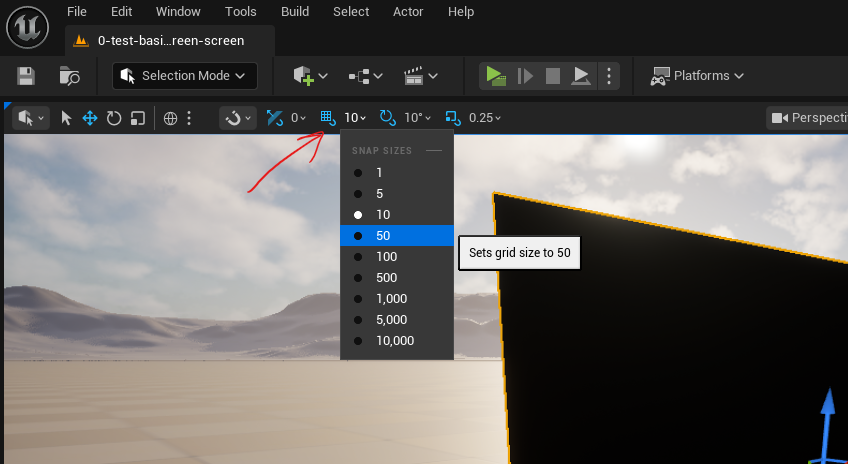 File Edit Window Tools Build Select Actor Help
0-test-basi...reen-screen
Selection Mode
Platforms
0 10 10° 0.25 Perspecti
SNAP SIZES
1
5
10
50
100
500
1,000
5,000
10,000
Sets grid size to 50